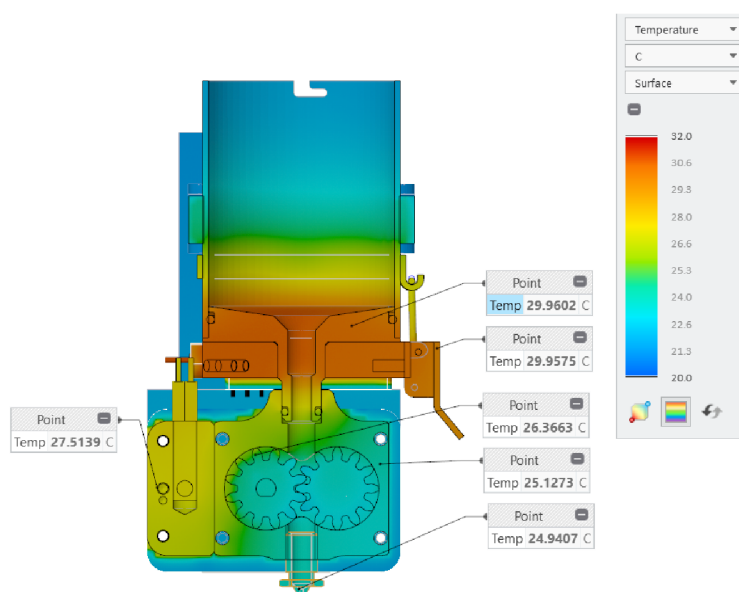 Temperature
C
Surface
32.0
30.6
29.3
28.0
26.6
25.3
24.0
22.6
21.3
20.0
Point
Temp 29.9602 C
Point
Temp 29.9575 C
Point
Temp 26.3663 C
Point
Temp 27.5139 C
Point
Temp 25.1273 C
Point
Temp 24.9407 C